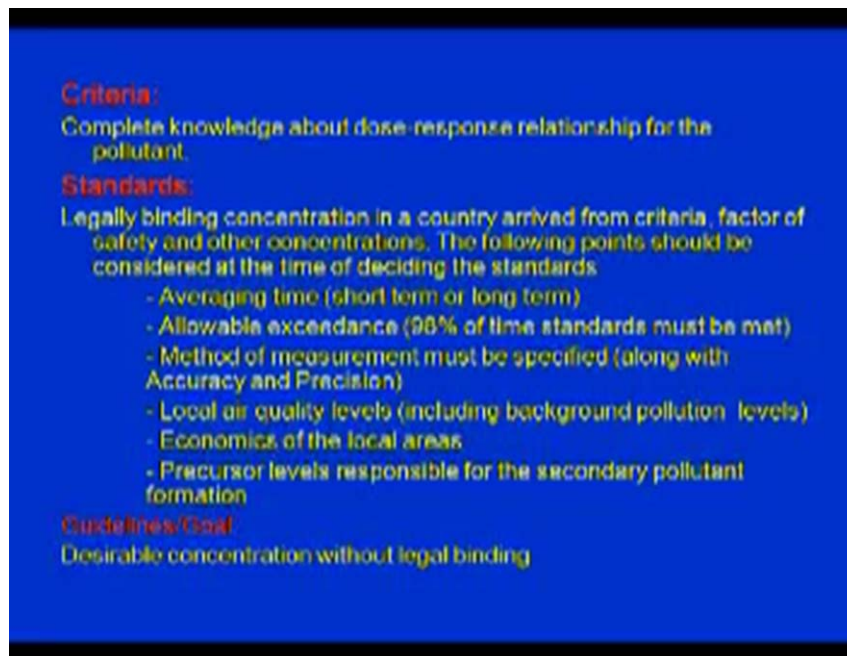 Criteria:
Complete knowledge about dose-response relationship for the
pollutant.
Standards:
Legally binding concentration in a country arrived from criteria, factor of
safety and other concentrations. The following points should be
considered at the time of deciding the standards
- Averaging time (short term or long term)
- Allowable exceedance (98% of time standards must be met)
- Method of measurement must be specified (along with
Accuracy and Precision)
- Local air quality levels (including background pollution levels)
- Economics of the local areas
- Precursor levels responsible for the secondary pollutant
formation
Guidelines/Goal
Desirable concentration without legal binding